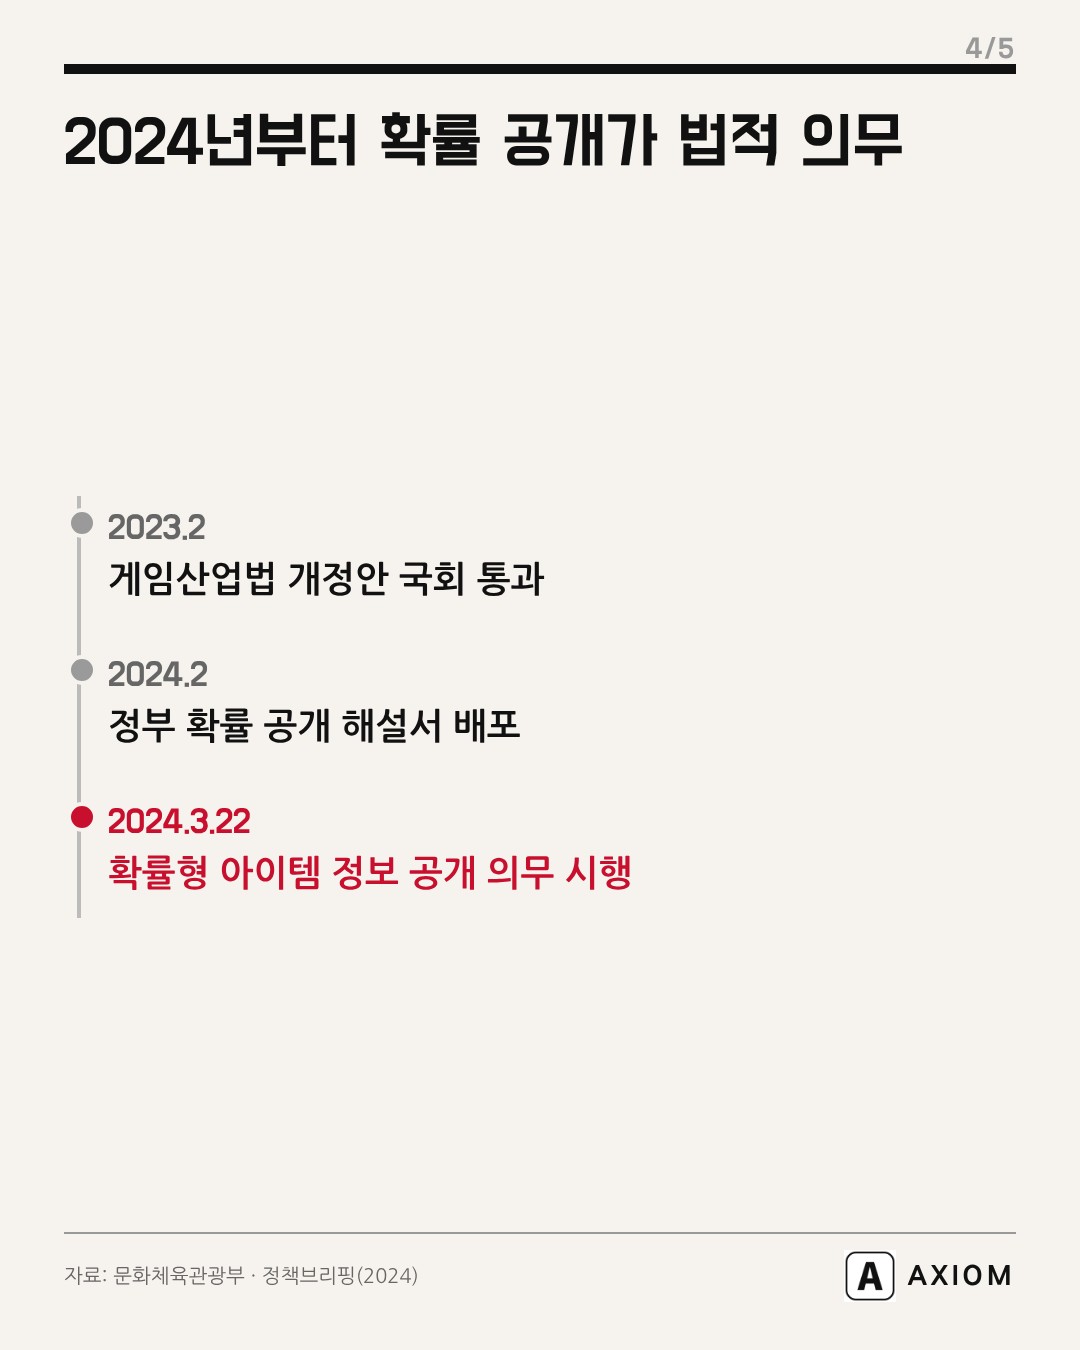 4/5
2024년부터 확률 공개가 법적 의무
2023.2
게임산업법 개정안 국회 통과
2024.2
정부 확률 공개 해설서 배포
2024.3.22
확률형 아이템 정보 공개 의무 시행
자료: 문화체육관광부 · 정책브리핑(2024)
A AXIOM